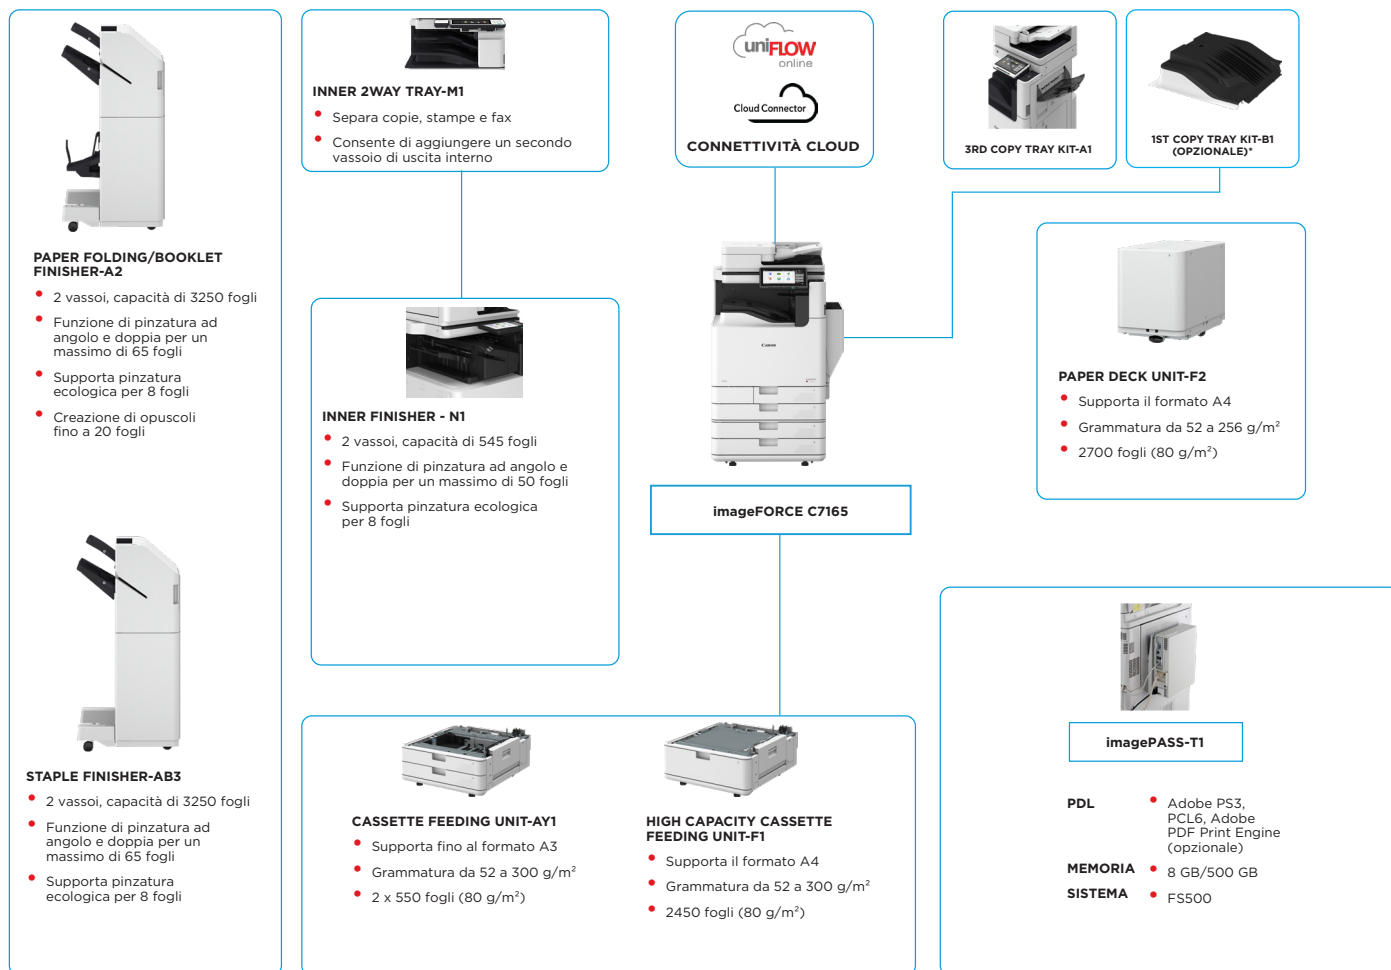 PAPER FOLDING/BOOKLET
FINISHER-A2
2 vassoi, capacità di 3250 fogli
Funzione di pinzatura ad
angolo e doppia per un
massimo di 65 fogli
Supporta pinzatura
ecologica per 8 fogli
Creazione di opuscoli
fino a 20 fogli
STAPLE FINISHER-AB3
2 vassoi, capacità di 3250 fogli
Funzione di pinzatura ad
angolo e doppia per un
massimo di 65 fogli
Supporta pinzatura
ecologica per 8 fogli
INNER 2WAY TRAY-M1
Separa copie, stampe e fax
Consente di aggiungere un secondo
vassoio di uscita interno
INNER FINISHER - N1
2 vassoi, capacità di 545 fogli
Funzione di pinzatura ad angolo e
doppia per un massimo di 50 fogli
Supporta pinzatura ecologica
per 8 fogli
uniFLOW
online
Cloud Connector
CONNETTIVITÀ CLOUD
Canon
imageFORCE C7165
CASSETTE FEEDING UNIT-AY1
Supporta fino al formato A3
Grammatura da 52 a 300 g/m²
2 x 550 fogli (80 g/m²)
HIGH CAPACITY CASSETTE
FEEDING UNIT-F1
Supporta il formato A4
Grammatura da 52 a 300 g/m²
2450 fogli (80 g/m²)
3RD COPY TRAY KIT-A1
1ST COPY TRAY KIT-B1
(OPZIONALE)*
PAPER DECK UNIT-F2
Supporta il formato A4
Grammatura da 52 a 256 g/m²
2700 fogli (80 g/m²)
imagePASS-T1
PDL
Adobe PS3,
PCL6, Adobe
PDF Print Engine
(opzionale)
MEMORIA
8 GB/500 GB
SISTEMA
FS500